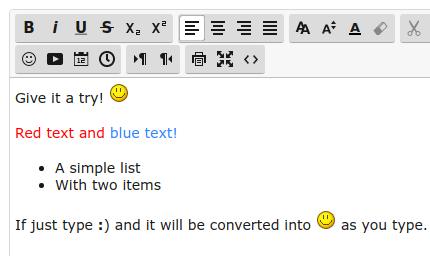 B i U S X₂ X² A A A
12
Give it a try!
Red text and blue text!
• A simple list
• With two items
If just type :) and it will be converted into as you type.